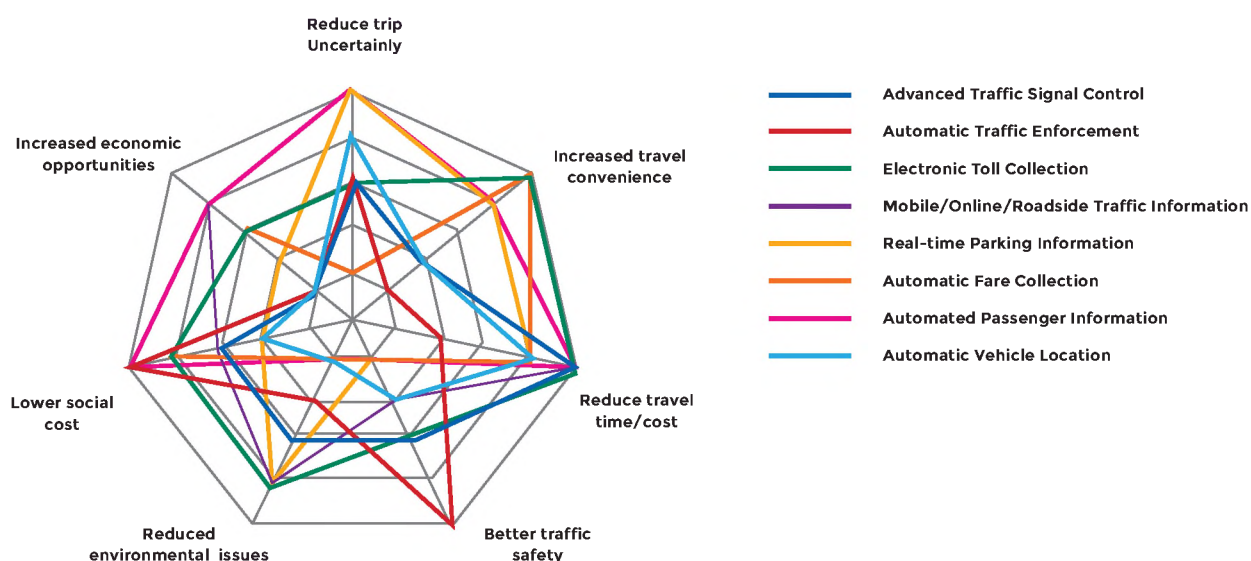 Reduce trip
Uncertainly
Increased economic
opportunities
Increased travel
convenience
Lower social
cost
Reduce travel
time/cost
Reduced
environmental issues
Better traffic
safety
Advanced Traffic Signal Control
Automatic Traffic Enforcement
Electronic Toll Collection
Mobile/Online/Roadside Traffic Information
Real-time Parking Information
Automatic Fare Collection
Automated Passenger Information
Automatic Vehicle Location